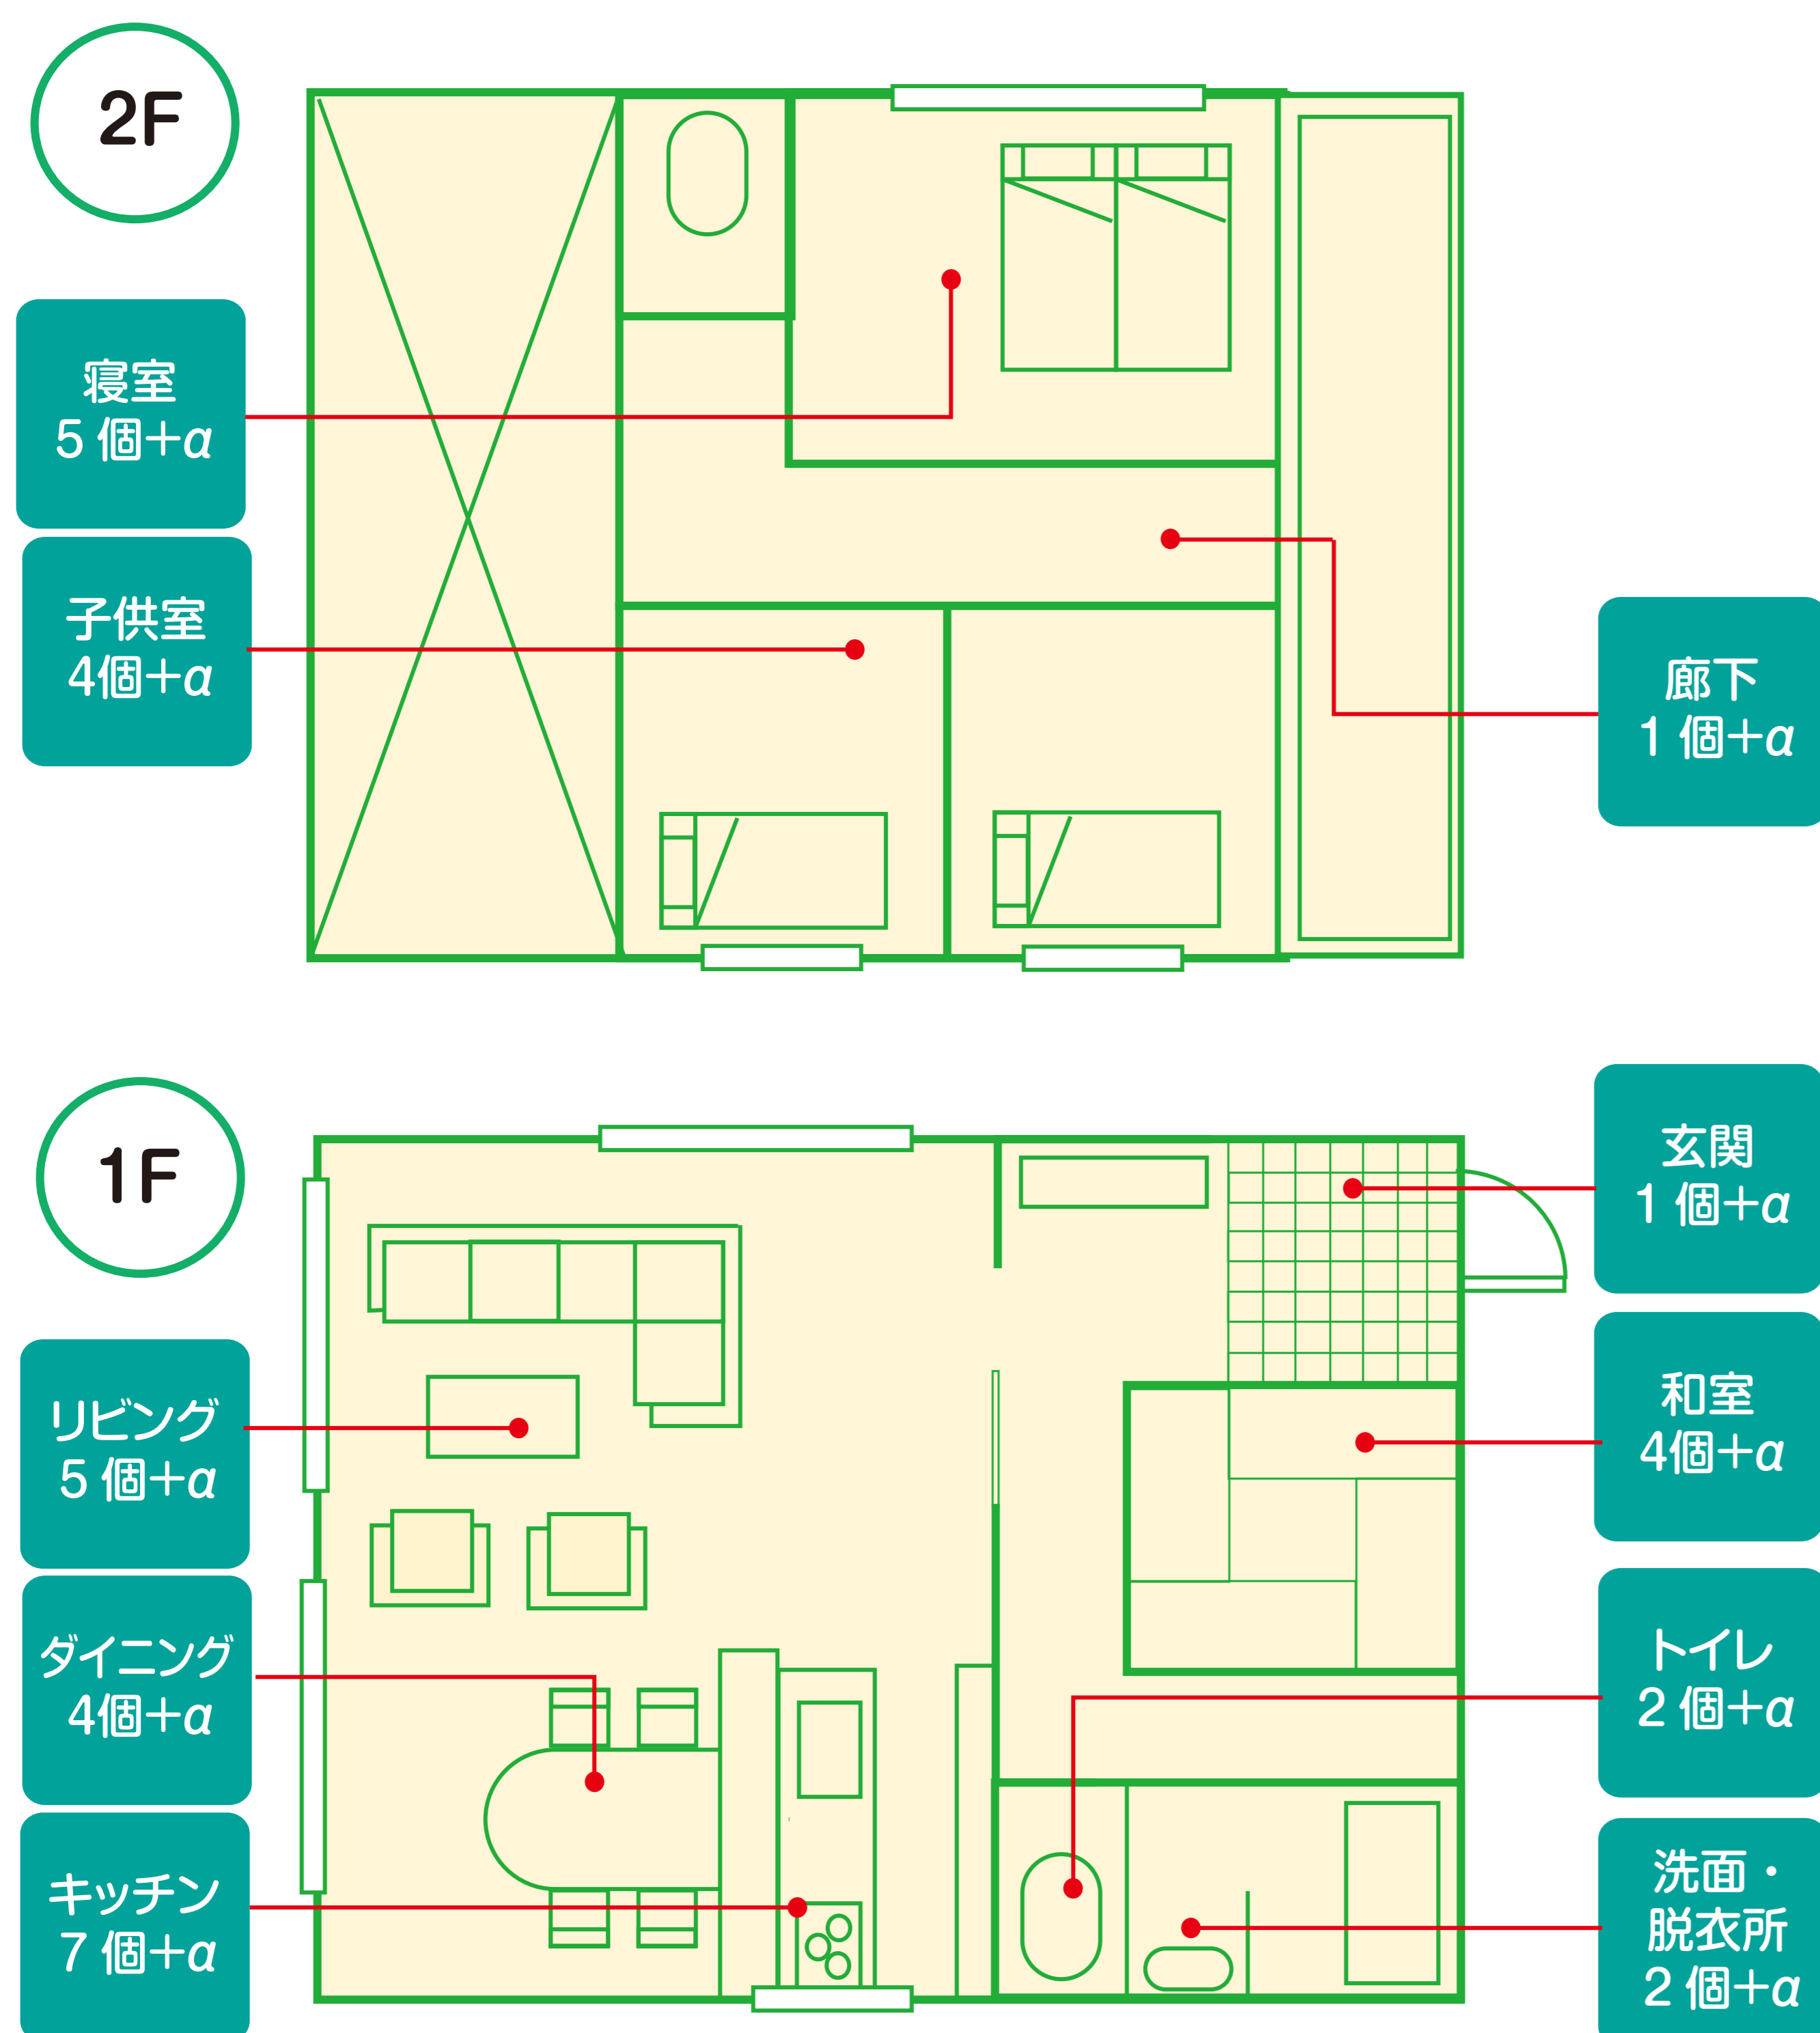 2F
寝室
5個+α
子供室
4個+α
廊下
1個+α
1F
玄関
1個+α
リビング
5個+α
和室
4個+α
ダイニング
4個+α
トイレ
2個+α
キッチン
7個+α
洗面・
脱衣所
2個+α